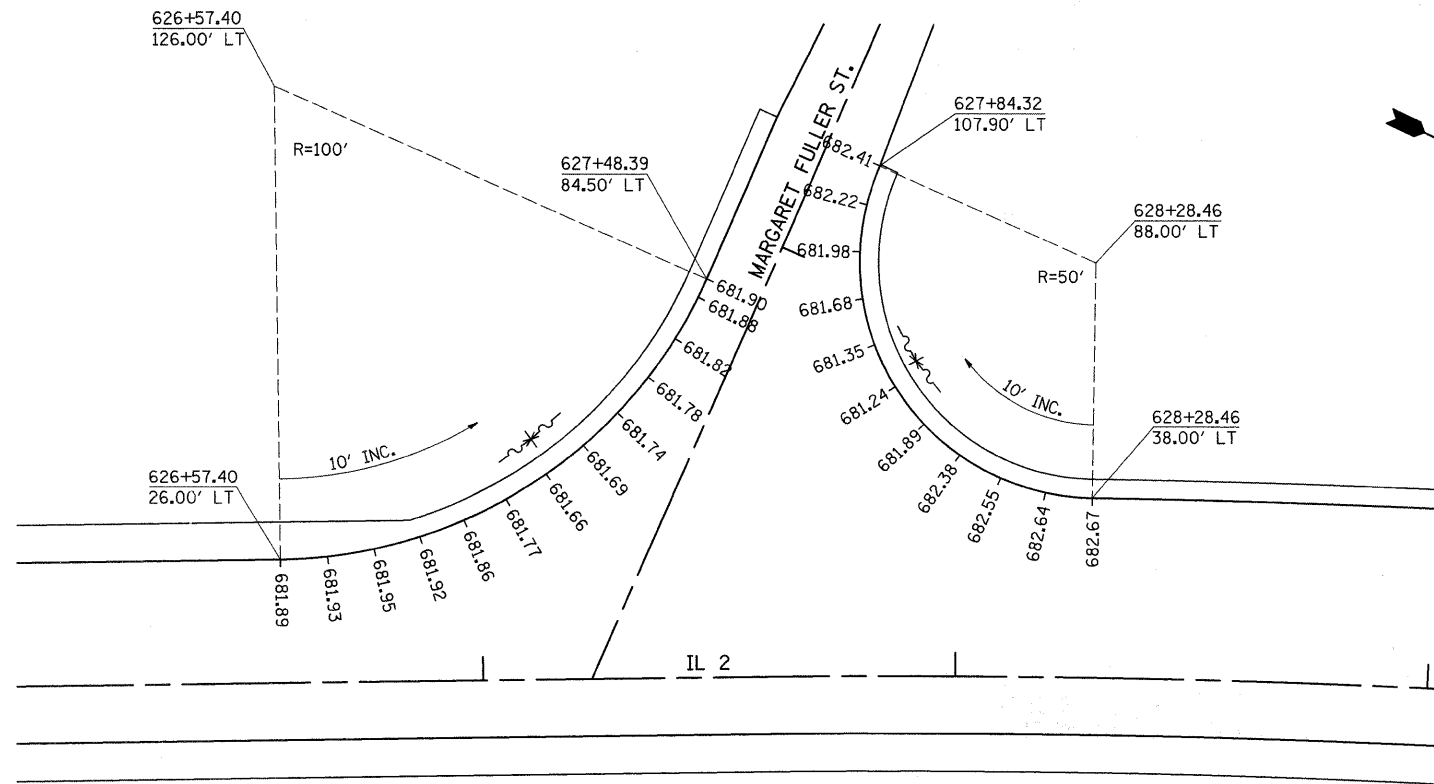 626+57.40
126.00' LT
R=100'
627+48.39
84.50' LT
MARGARET FULLER ST.
627+84.32
107.90' LT
628+28.46
88.00' LT
R=50'
682.41
682.22
681.98
681.68
681.35
681.24
681.89
682.38
682.55
682.64
682.67
10' INC.
628+28.46
38.00' LT
681.90
681.88
681.82
681.78
681.74
681.69
681.66
681.77
681.86
681.92
681.95
681.93
681.89
10' INC.
626+57.40
26.00' LT
IL 2